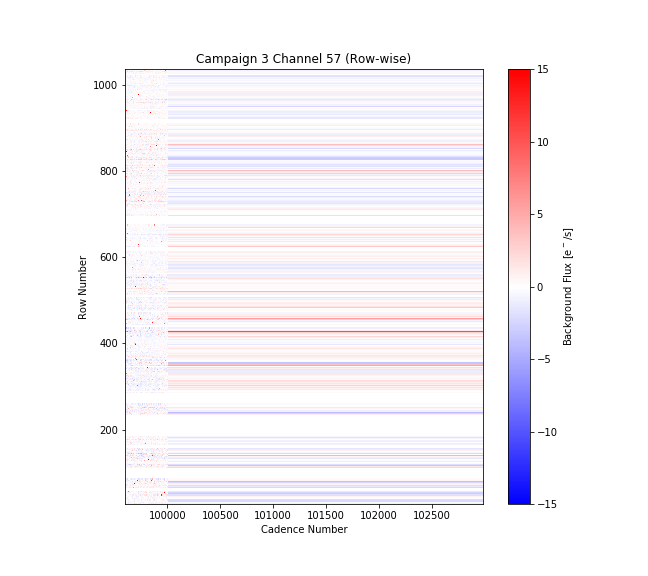 Campaign 3 Channel 57 (Row-wise)
1000
800
600
400
200
Row Number
100000 100500 101000 101500 102000 102500
Cadence Number
15
10
5
0
−5
−10
−15
Background Flux [e⁻/s]